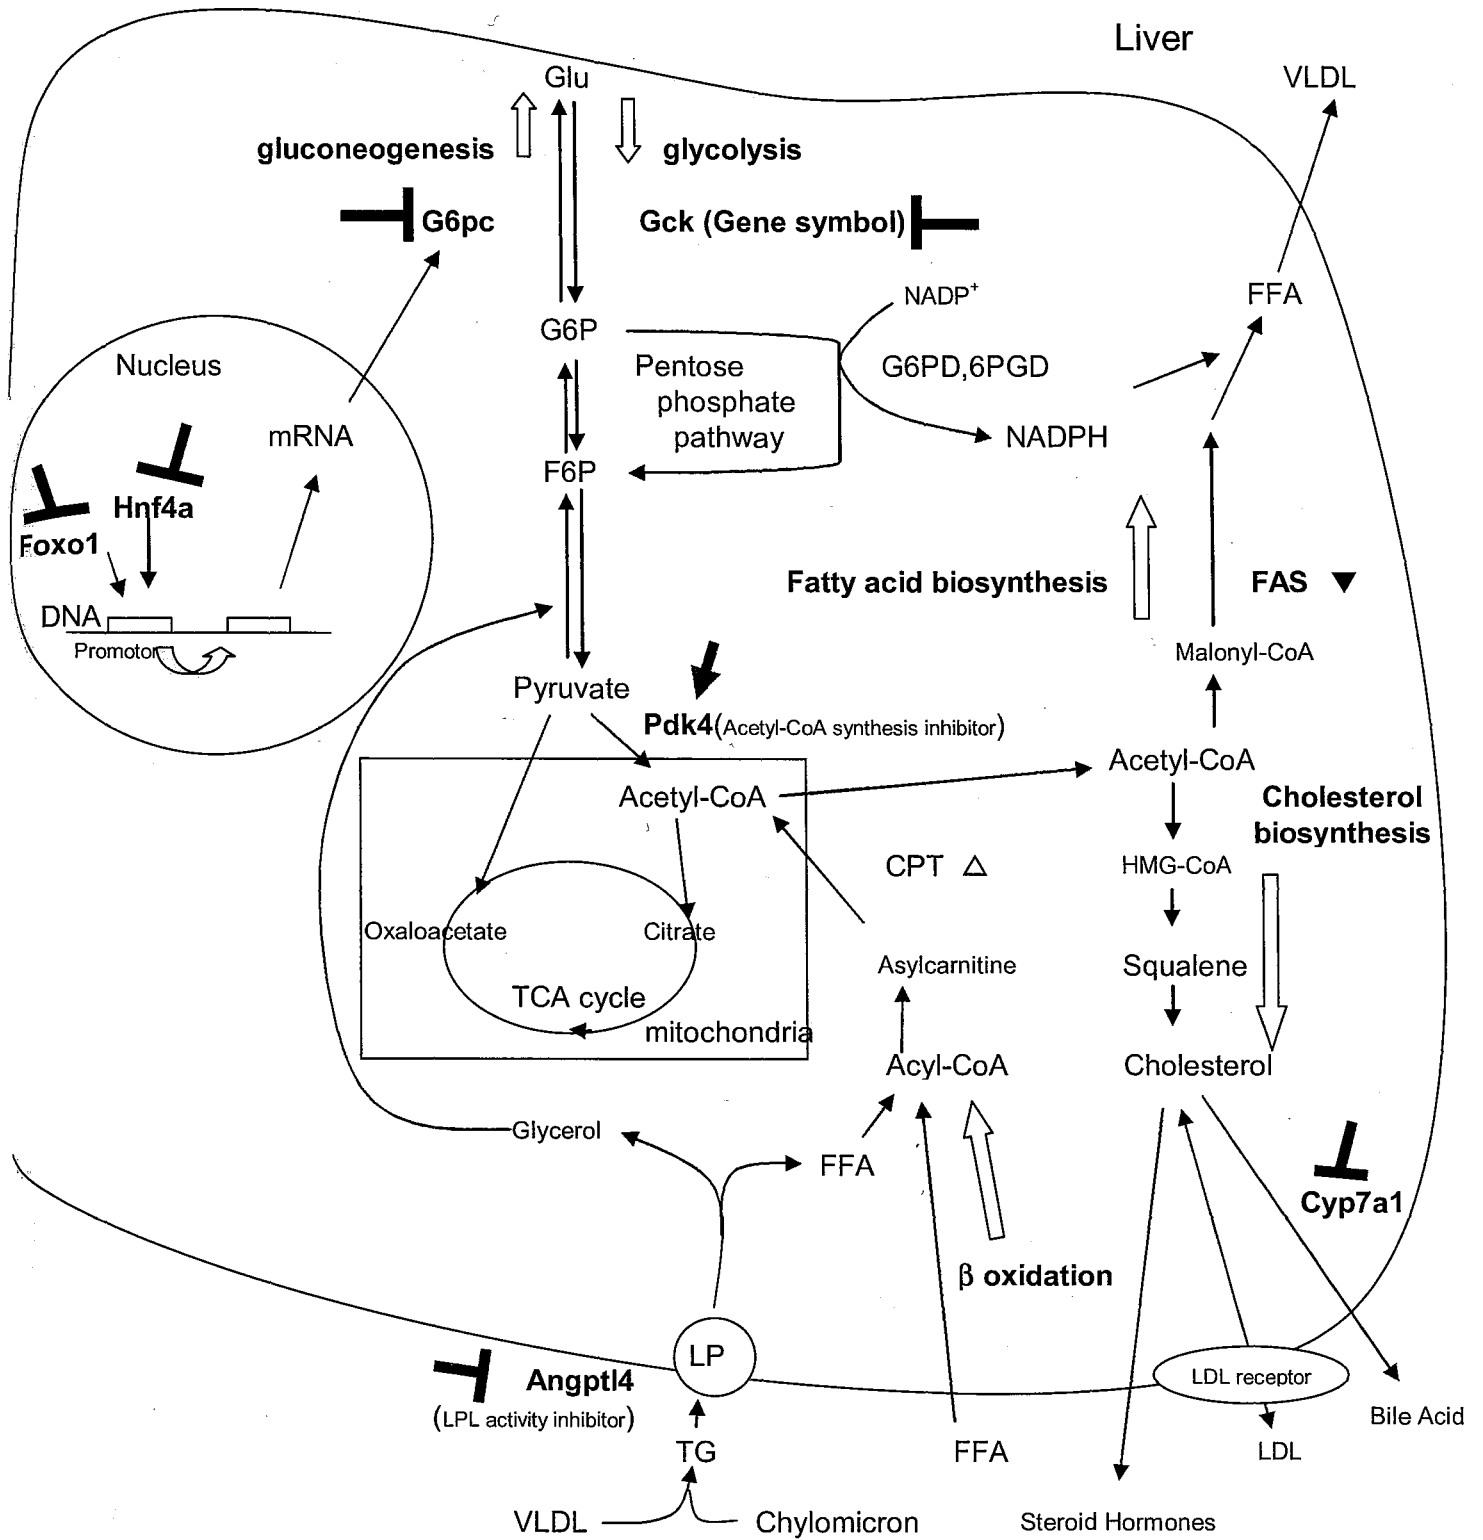 Liver
VLDL
Glu
gluconeogenesis
glycolysis
G6pc
Gck (Gene symbol)
NADP+
FFA
G6P
Nucleus
Pentose
phosphate
pathway
G6PD,6PGD
mRNA
NADPH
F6P
Hnf4a
Foxo1
Fatty acid biosynthesis
FAS ▼
DNA
Promotor
Malonyl-CoA
Pyruvate
Pdk4(Acetyl-CoA synthesis inhibitor)
Acetyl-CoA
Acetyl-CoA
Cholesterol
biosynthesis
CPT △
HMG-CoA
Oxaloacetate
Citrate
Asylcarnitine
Squalene
TCA cycle
mitochondria
Acyl-CoA
Cholesterol
Glycerol
FFA
Cyp7a1
β oxidation
LP
Angptl4
(LPL activity inhibitor)
LDL receptor
Bile Acid
TG
FFA
LDL
VLDL
Chylomicron
Steroid Hormones